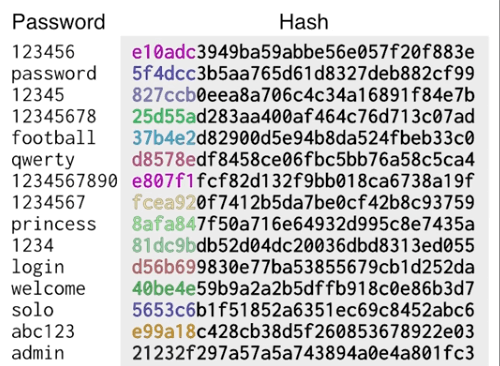 Password Hash
123456 e10adc3949ba59abbe56e057f20f883e
password 5f4dcc3b5aa765d61d8327deb882cf99
12345 827ccb0eea8a706c4c34a16891f84e7b
12345678 25d55ad283aa400af464c76d713c07ad
football 37b4e2d82900d5e94b8da524fbeb33c0
qwerty d8578edf8458ce06fbc5bb76a58c5ca4
1234567890 e807f1fcf82d132f9bb018ca6738a19f
1234567 fcea920f7412b5da7be0cf42b8c93759
princess 8afa847f50a716e64932d995c8e7435a
1234 81dc9bdb52d04dc20036dbd8313ed055
login d56b699830e77ba53855679cb1d252da
welcome 40be4e59b9a2a2b5dffb918c0e86b3d7
solo 5653c6b1f51852a6351ec69c8452abc6
abc123 e99a18c428cb38d5f260853678922e03
admin 21232f297a57a5a743894a0e4a801fc3